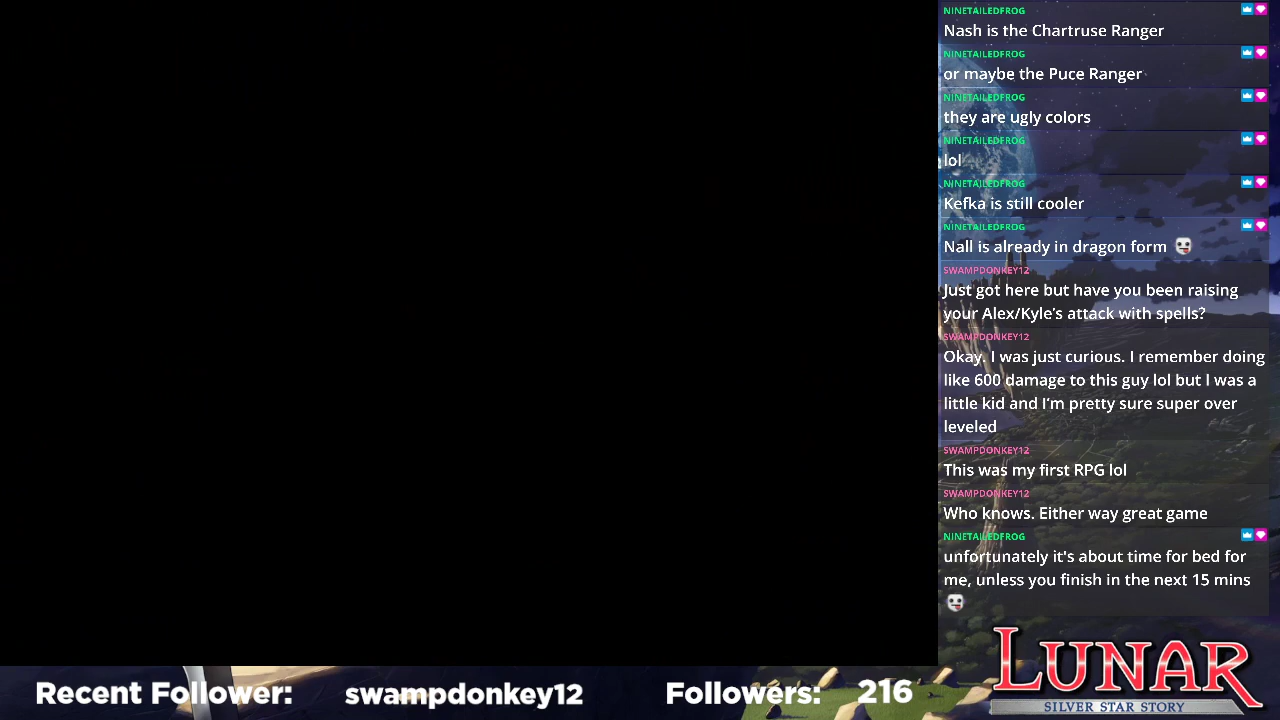 NINETAILEDFROG
Nash is the Chartruse Ranger
NINETAILEDFROG
or maybe the Puce Ranger
NINETAILEDFROG
they are ugly colors
NINETAILEDFROG
lol
NINETAILEDFROG
Kefka is still cooler
NINETAILEDFROG
Nall is already in dragon form
SWAMPDONKEY12
Just got here but have you been raising
your Alex/Kyle's attack with spells?
SWAMPDONKEY12
Okay. I was just curious. I remember doing
like 600 damage to this guy lol but I was a
little kid and I'm pretty sure super over
leveled
SWAMPDONKEY12
This was my first RPG lol
SWAMPDONKEY12
Who knows. Either way great game
NINETAILEDFROG
unfortunately it's about time for bed for
me, unless you finish in the next 15 mins
LUNAR
SILVER STAR STORY
Recent Follower: swampdonkey12 Followers: 216